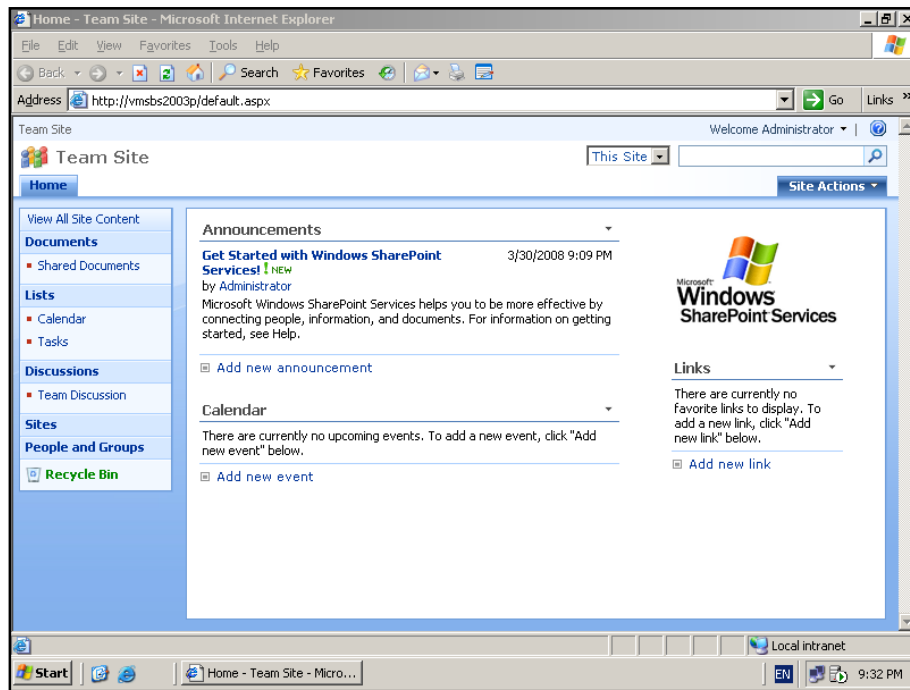 Home - Team Site - Microsoft Internet Explorer
File Edit View Favorites Tools Help
Back Search Favorites
Address http://vmsbs2003p/default.aspx Go Links »
Team Site Welcome Administrator
Team Site This Site
Home Site Actions
View All Site Content
Documents
Shared Documents
Lists
Calendar
Tasks
Discussions
Team Discussion
Sites
People and Groups
Recycle Bin
Announcements
Get Started with Windows SharePoint 3/30/2008 9:09 PM
Services! ! NEW
by Administrator
Microsoft Windows SharePoint Services helps you to be more effective by
connecting people, information, and documents. For information on getting
started, see Help.
Add new announcement
Calendar
There are currently no upcoming events. To add a new event, click "Add
new event" below.
Add new event
Microsoft
Windows
SharePoint Services
Links
There are currently no
favorite links to display. To
add a new link, click "Add
new link" below.
Add new link
Local intranet
Start Home - Team Site - Micro... EN 9:32 PM